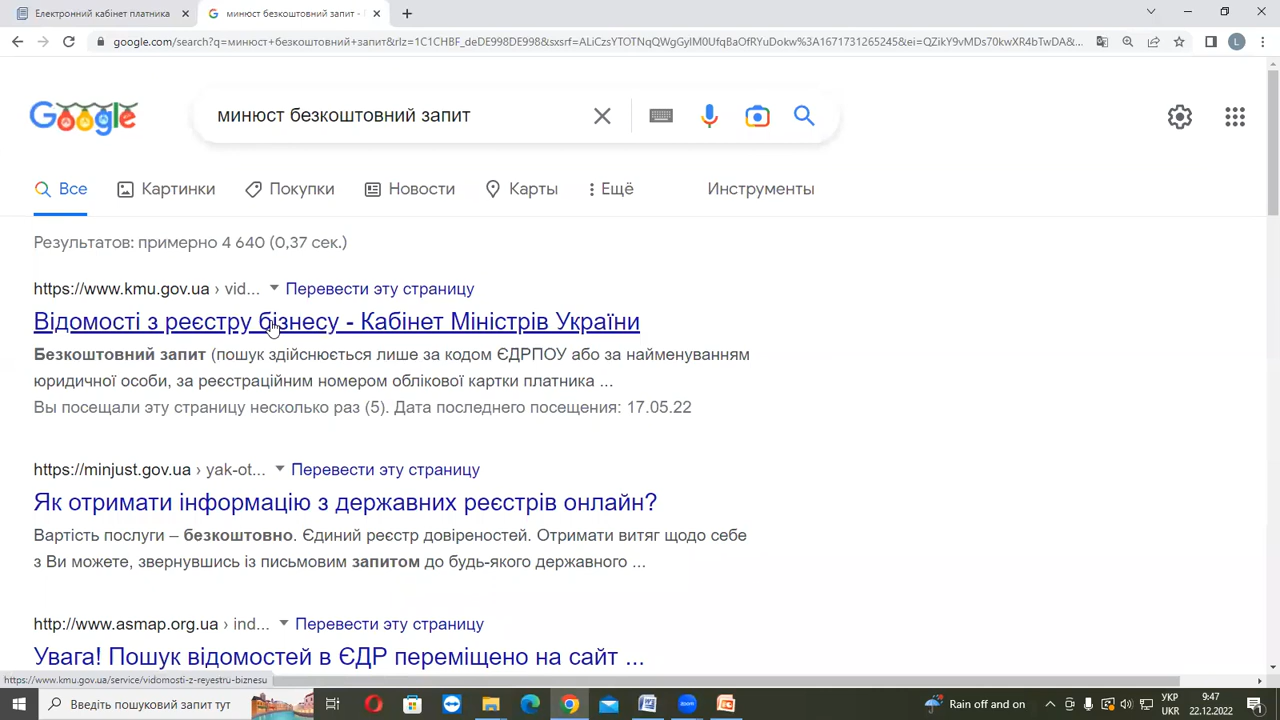 Електронний кабінет платника
минюст безкоштовний запит -
google.com/search?q=минюст+безкоштовний+запит&rlz=1C1CHBF_deDE998DE998&sxsrf=ALiCzsYTOTNqQWgGyIM0UfqBaOfRYuDokw%3A1671731265245&ei=QZikY9vMDs70kwXR4bTwDA&...
L
Google
минюст безкоштовний запит
Все
Картинки
Покупки
Новости
Карты
Ещё
Инструменты
Результатов: примерно 4 640 (0,37 сек.)
https://www.kmu.gov.ua › vid... Перевести эту страницу
Відомості з реєстру бізнесу - Кабінет Міністрів України
Безкоштовний запит (пошук здійснюється лише за кодом ЄДРПОУ або за найменуванням
юридичної особи, за реєстраційним номером облікової картки платника ...
Вы посещали эту страницу несколько раз (5). Дата последнего посещения: 17.05.22
https://minjust.gov.ua › yak-ot... Перевести эту страницу
Як отримати інформацію з державних реєстрів онлайн?
Вартість послуги – безкоштовно. Єдиний реєстр довіреностей. Отримати витяг щодо себе
з Ви можете, звернувшись із письмовим запитом до будь-якого державного ...
http://www.asmap.org.ua › ind... Перевести эту страницу
Увага! Пошук відомостей в ЄДР переміщено на сайт ...
https://www.kmu.gov.ua/service/vidomosti-z-reyestru-biznesu
Введіть пошуковий запит тут
zoom
Rain off and on
УКР
UKR
9:47
22.12.2022
1